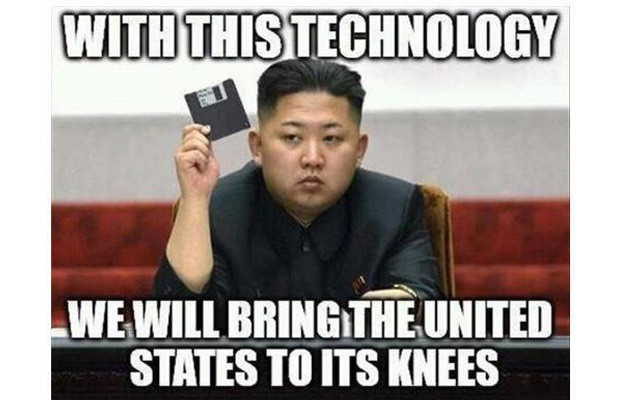 WITH THIS TECHNOLOGY
WE WILL BRING THE UNITED
STATES TO ITS KNEES